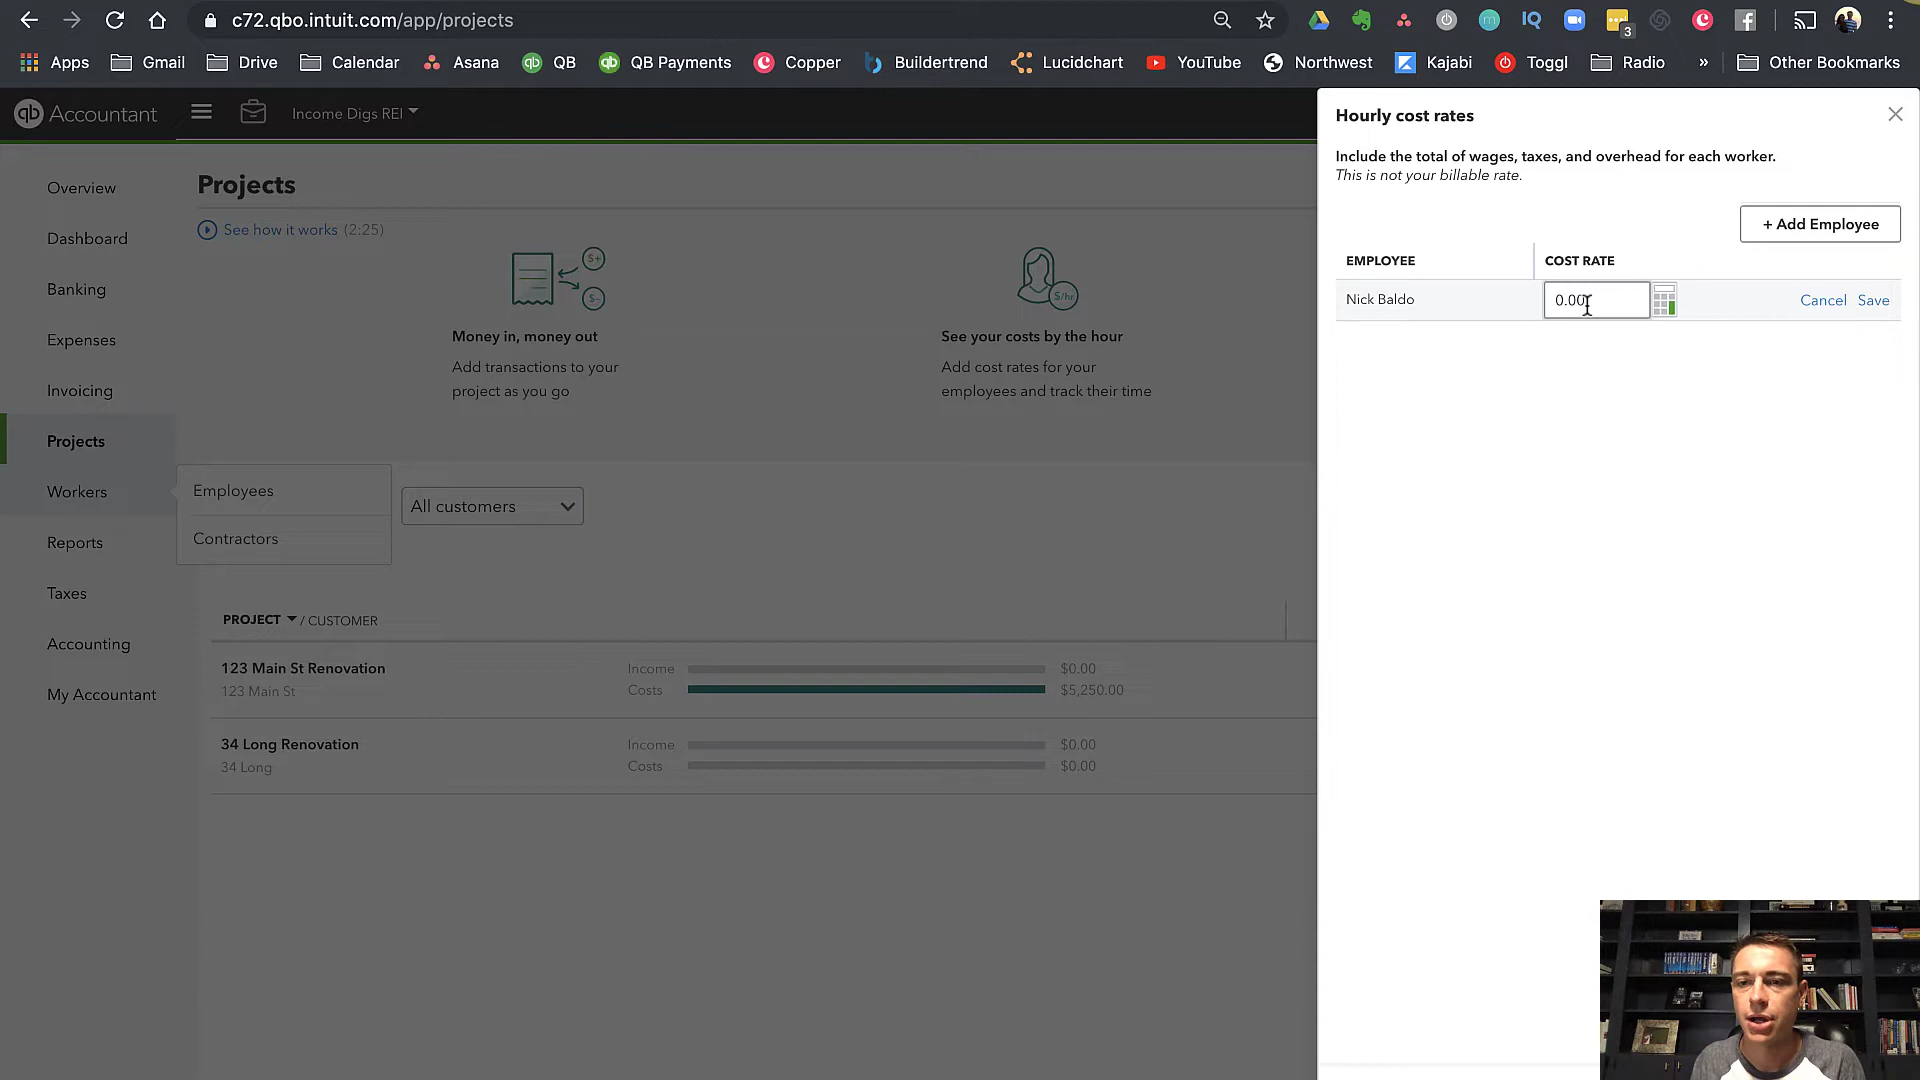 c72.qbo.intuit.com/app/projects
3
Apps Gmail Drive Calendar Asana QB QB Payments Copper Buildertrend Lucidchart YouTube Northwest Kajabi Toggl Radio » Other Bookmarks
qb Accountant
Income Digs REI
Overview
Dashboard
Banking
Expenses
Invoicing
Projects
Workers
Reports
Taxes
Accounting
My Accountant
Employees
Contractors
Projects
See how it works (2:25)
$+
$-
$/hr
Money in, money out
Add transactions to your
project as you go
See your costs by the hour
Add cost rates for your
employees and track their time
All customers
PROJECT / CUSTOMER
123 Main St Renovation
123 Main St
Income $0.00
Costs $5,250.00
34 Long Renovation
34 Long
Income $0.00
Costs $0.00
Hourly cost rates
Include the total of wages, taxes, and overhead for each worker.
This is not your billable rate.
+ Add Employee
EMPLOYEE COST RATE
Nick Baldo 0.00 Cancel Save